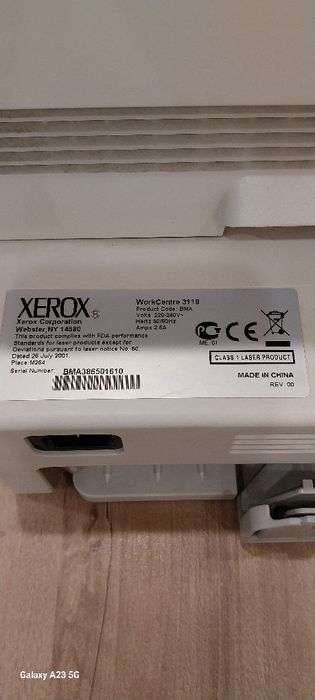 XEROX®
Xerox Corporation
Webster, NY 14580
This product complies with FDA performance
Standards for laser products except for
Deviations pursuant to laser notice No. 50,
Dated 26 July 2001.
Place:M264
Serial Number: BMA386501610
WorkCentre 3119
Product Code: BMA
Volts 220-240V~
Hertz 50/60Hz
Amps 2.5A
ME 01
CE
CLASS 1 LASER PRODUCT
MADE IN CHINA
REV. 00
Galaxy A23 5G